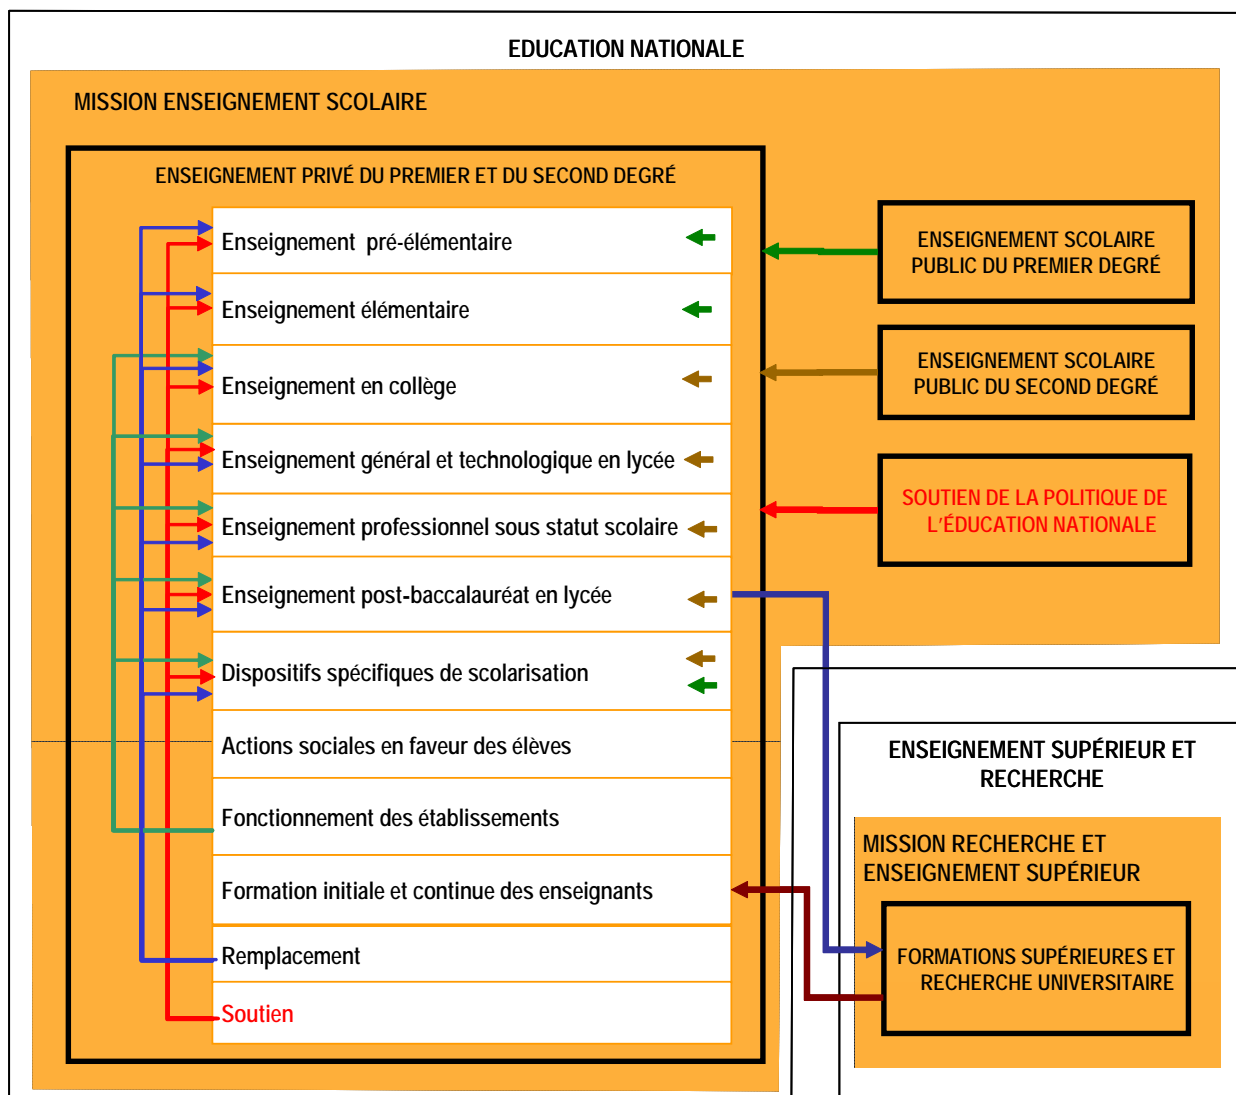 EDUCATION NATIONALE
MISSION ENSEIGNEMENT SCOLAIRE
ENSEIGNEMENT PRIVÉ DU PREMIER ET DU SECOND DEGRÉ
Enseignement pré-élémentaire
Enseignement élémentaire
Enseignement en collège
Enseignement général et technologique en lycée
Enseignement professionnel sous statut scolaire
Enseignement post-baccalauréat en lycée
Dispositifs spécifiques de scolarisation
Actions sociales en faveur des élèves
Fonctionnement des établissements
Formation initiale et continue des enseignants
Remplacement
Soutien
ENSEIGNEMENT SCOLAIRE
PUBLIC DU PREMIER DEGRÉ
ENSEIGNEMENT SCOLAIRE
PUBLIC DU SECOND DEGRÉ
SOUTIEN DE LA POLITIQUE DE
L'ÉDUCATION NATIONALE
ENSEIGNEMENT SUPÉRIEUR ET
RECHERCHE
MISSION RECHERCHE ET
ENSEIGNEMENT SUPÉRIEUR
FORMATIONS SUPÉRIEURES ET
RECHERCHE UNIVERSITAIRE